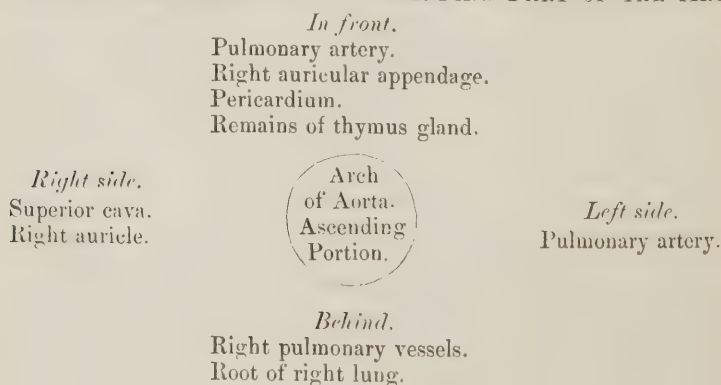 In front.
Pulmonary artery.
Right auricular appendage.
Pericardium.
Remains of thymus gland.
Right side.
Superior cava.
Right auricle.
Arch
of Aorta.
Ascending
Portion.
Left side.
Pulmonary artery.
Behind.
Right pulmonary vessels.
Root of right lung.